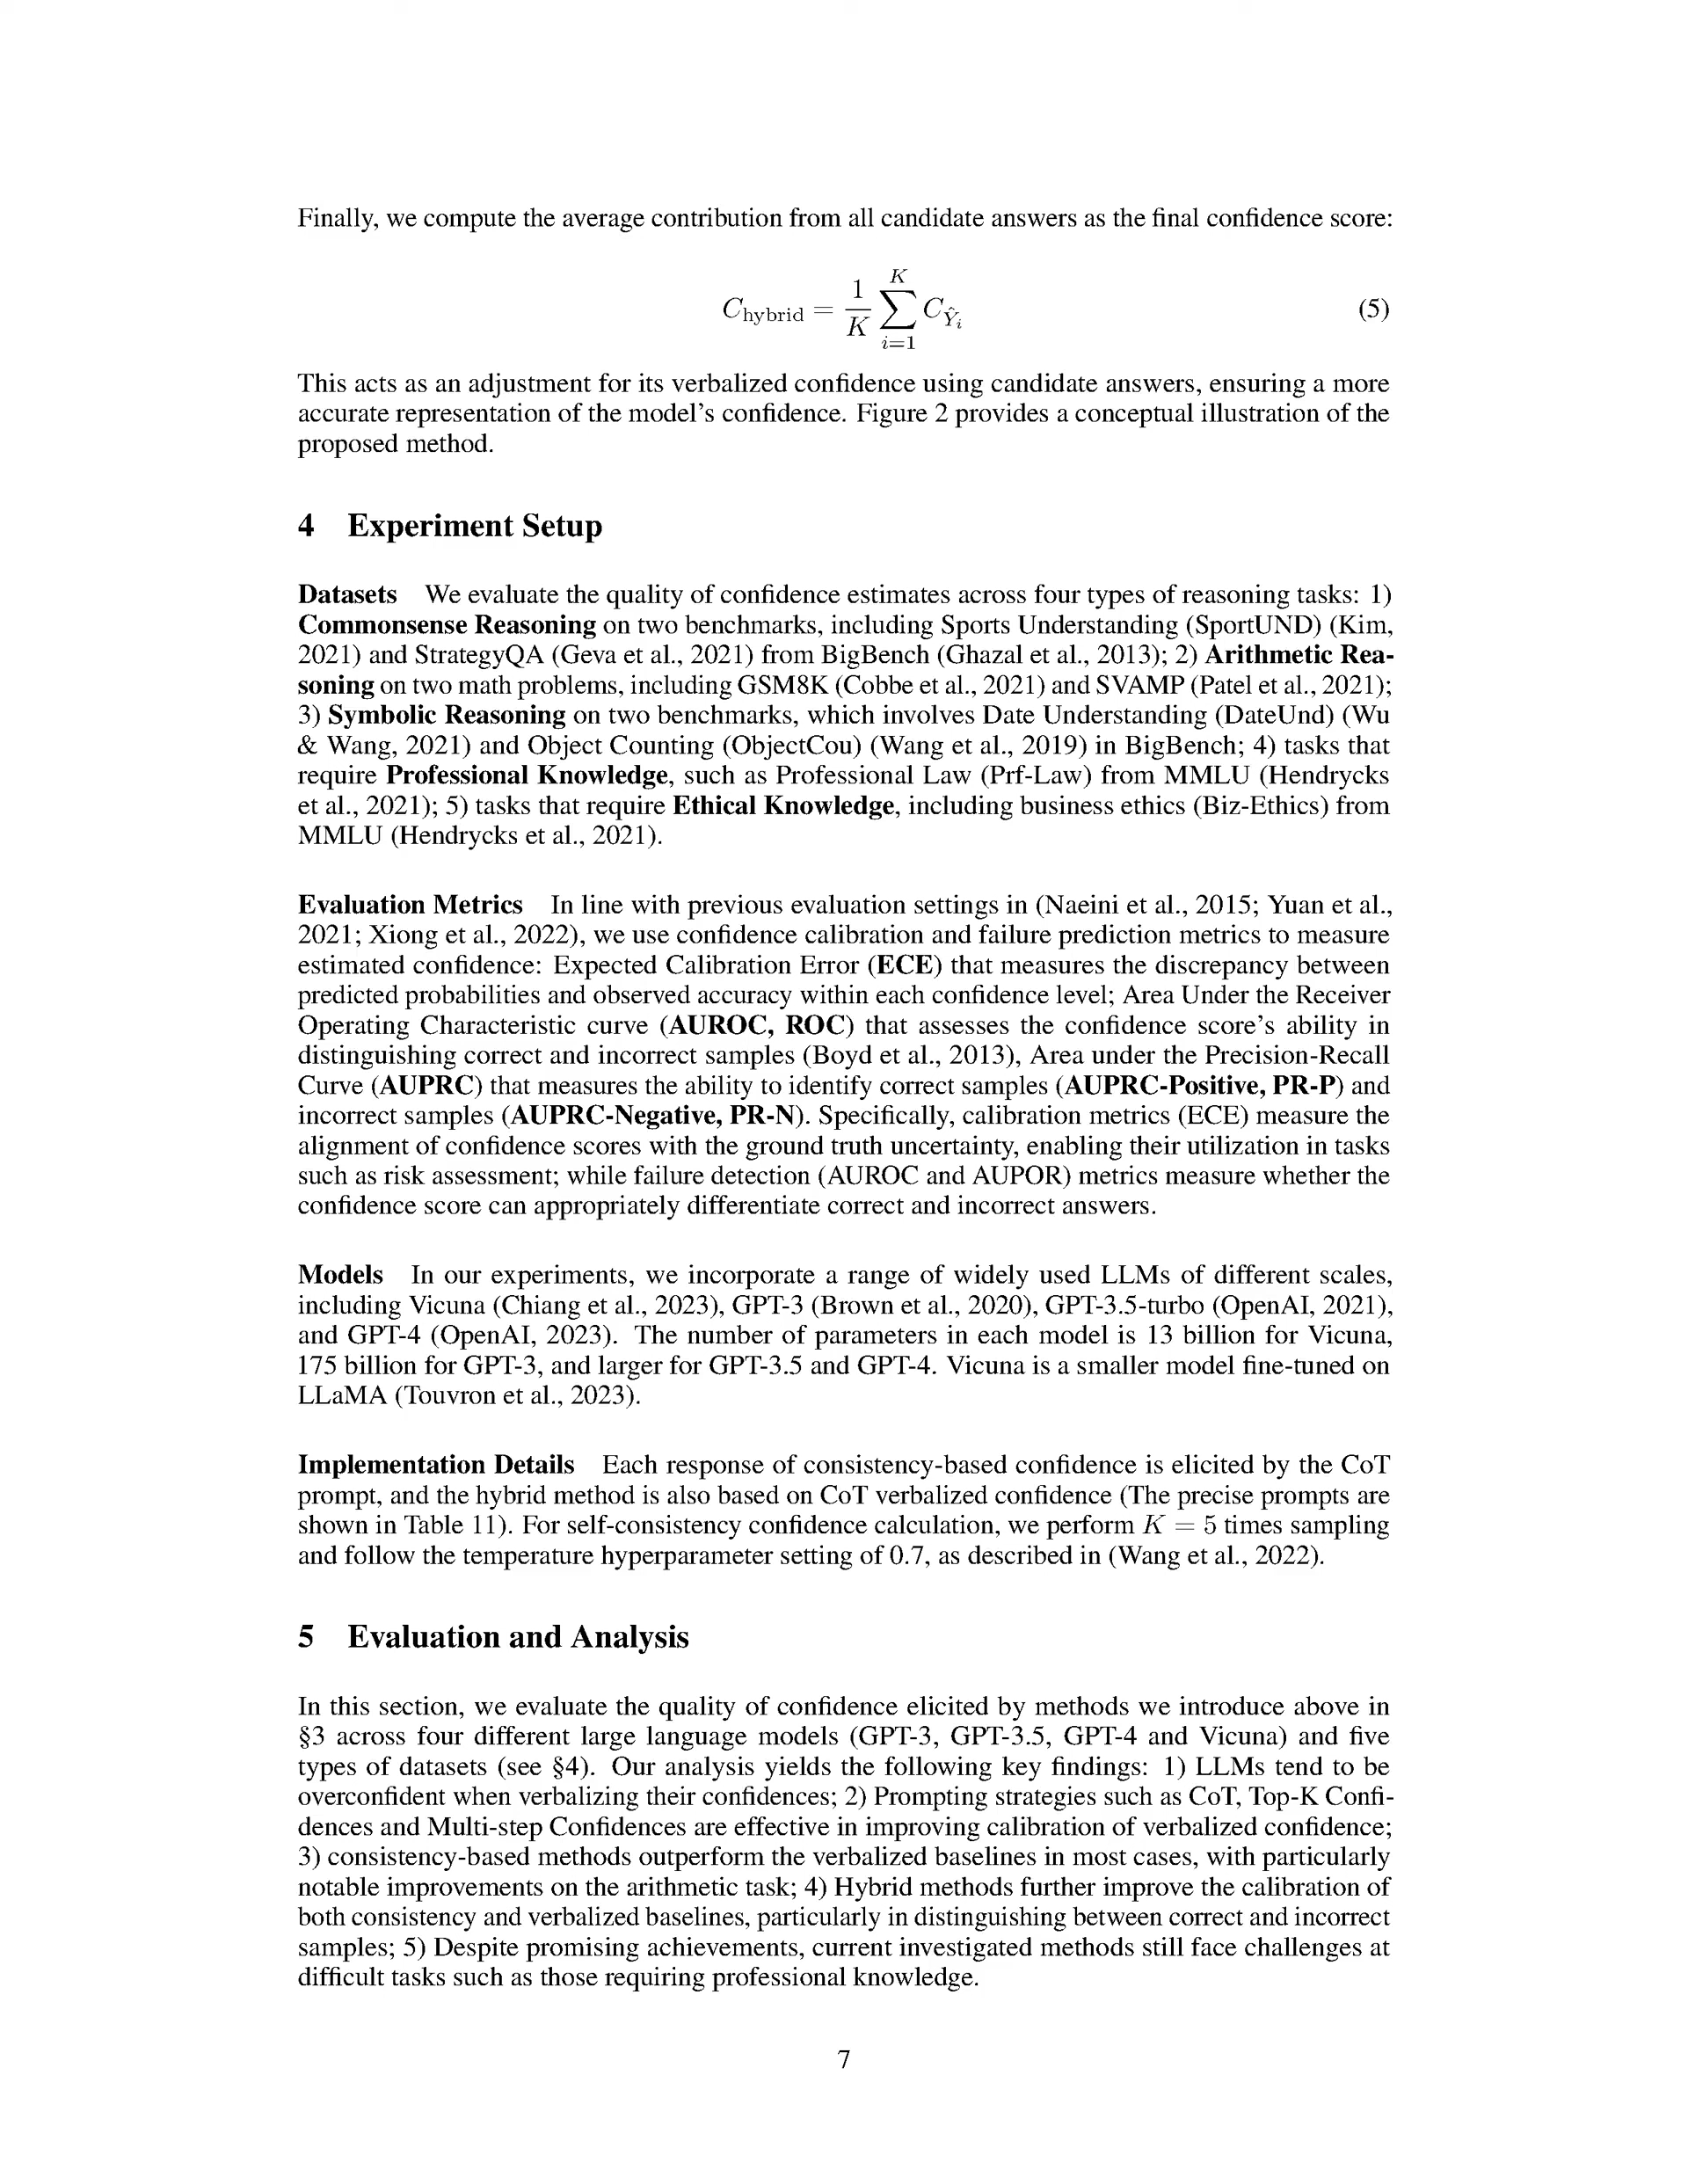 Finally, we compute the average contribution from all candidate answers as the final confidence score:
C_hybrid = 1/K ∑_{i=1}^{K} C_{Ŷ_i} (5)
This acts as an adjustment for its verbalized confidence using candidate answers, ensuring a more
accurate representation of the model's confidence. Figure 2 provides a conceptual illustration of the
proposed method.
4 Experiment Setup
Datasets We evaluate the quality of confidence estimates across four types of reasoning tasks: 1)
Commonsense Reasoning on two benchmarks, including Sports Understanding (SportUND) (Kim,
2021) and StrategyQA (Geva et al., 2021) from BigBench (Ghazal et al., 2013); 2) Arithmetic Rea-
soning on two math problems, including GSM8K (Cobbe et al., 2021) and SVAMP (Patel et al., 2021);
3) Symbolic Reasoning on two benchmarks, which involves Date Understanding (DateUnd) (Wu
& Wang, 2021) and Object Counting (ObjectCou) (Wang et al., 2019) in BigBench; 4) tasks that
require Professional Knowledge, such as Professional Law (Prf-Law) from MMLU (Hendrycks
et al., 2021); 5) tasks that require Ethical Knowledge, including business ethics (Biz-Ethics) from
MMLU (Hendrycks et al., 2021).
Evaluation Metrics In line with previous evaluation settings in (Naeini et al., 2015; Yuan et al.,
2021; Xiong et al., 2022), we use confidence calibration and failure prediction metrics to measure
estimated confidence: Expected Calibration Error (ECE) that measures the discrepancy between
predicted probabilities and observed accuracy within each confidence level; Area Under the Receiver
Operating Characteristic curve (AUROC, ROC) that assesses the confidence score's ability in
distinguishing correct and incorrect samples (Boyd et al., 2013), Area under the Precision-Recall
Curve (AUPRC) that measures the ability to identify correct samples (AUPRC-Positive, PR-P) and
incorrect samples (AUPRC-Negative, PR-N). Specifically, calibration metrics (ECE) measure the
alignment of confidence scores with the ground truth uncertainty, enabling their utilization in tasks
such as risk assessment; while failure detection (AUROC and AUPOR) metrics measure whether the
confidence score can appropriately differentiate correct and incorrect answers.
Models In our experiments, we incorporate a range of widely used LLMs of different scales,
including Vicuna (Chiang et al., 2023), GPT-3 (Brown et al., 2020), GPT-3.5-turbo (OpenAI, 2021),
and GPT-4 (OpenAI, 2023). The number of parameters in each model is 13 billion for Vicuna,
175 billion for GPT-3, and larger for GPT-3.5 and GPT-4. Vicuna is a smaller model fine-tuned on
LLaMA (Touvron et al., 2023).
Implementation Details Each response of consistency-based confidence is elicited by the CoT
prompt, and the hybrid method is also based on CoT verbalized confidence (The precise prompts are
shown in Table 11). For self-consistency confidence calculation, we perform K = 5 times sampling
and follow the temperature hyperparameter setting of 0.7, as described in (Wang et al., 2022).
5 Evaluation and Analysis
In this section, we evaluate the quality of confidence elicited by methods we introduce above in
§3 across four different large language models (GPT-3, GPT-3.5, GPT-4 and Vicuna) and five
types of datasets (see §4). Our analysis yields the following key findings: 1) LLMs tend to be
overconfident when verbalizing their confidences; 2) Prompting strategies such as CoT, Top-K Confi-
dences and Multi-step Confidences are effective in improving calibration of verbalized confidence;
3) consistency-based methods outperform the verbalized baselines in most cases, with particularly
notable improvements on the arithmetic task; 4) Hybrid methods further improve the calibration of
both consistency and verbalized baselines, particularly in distinguishing between correct and incorrect
samples; 5) Despite promising achievements, current investigated methods still face challenges at
difficult tasks such as those requiring professional knowledge.
7